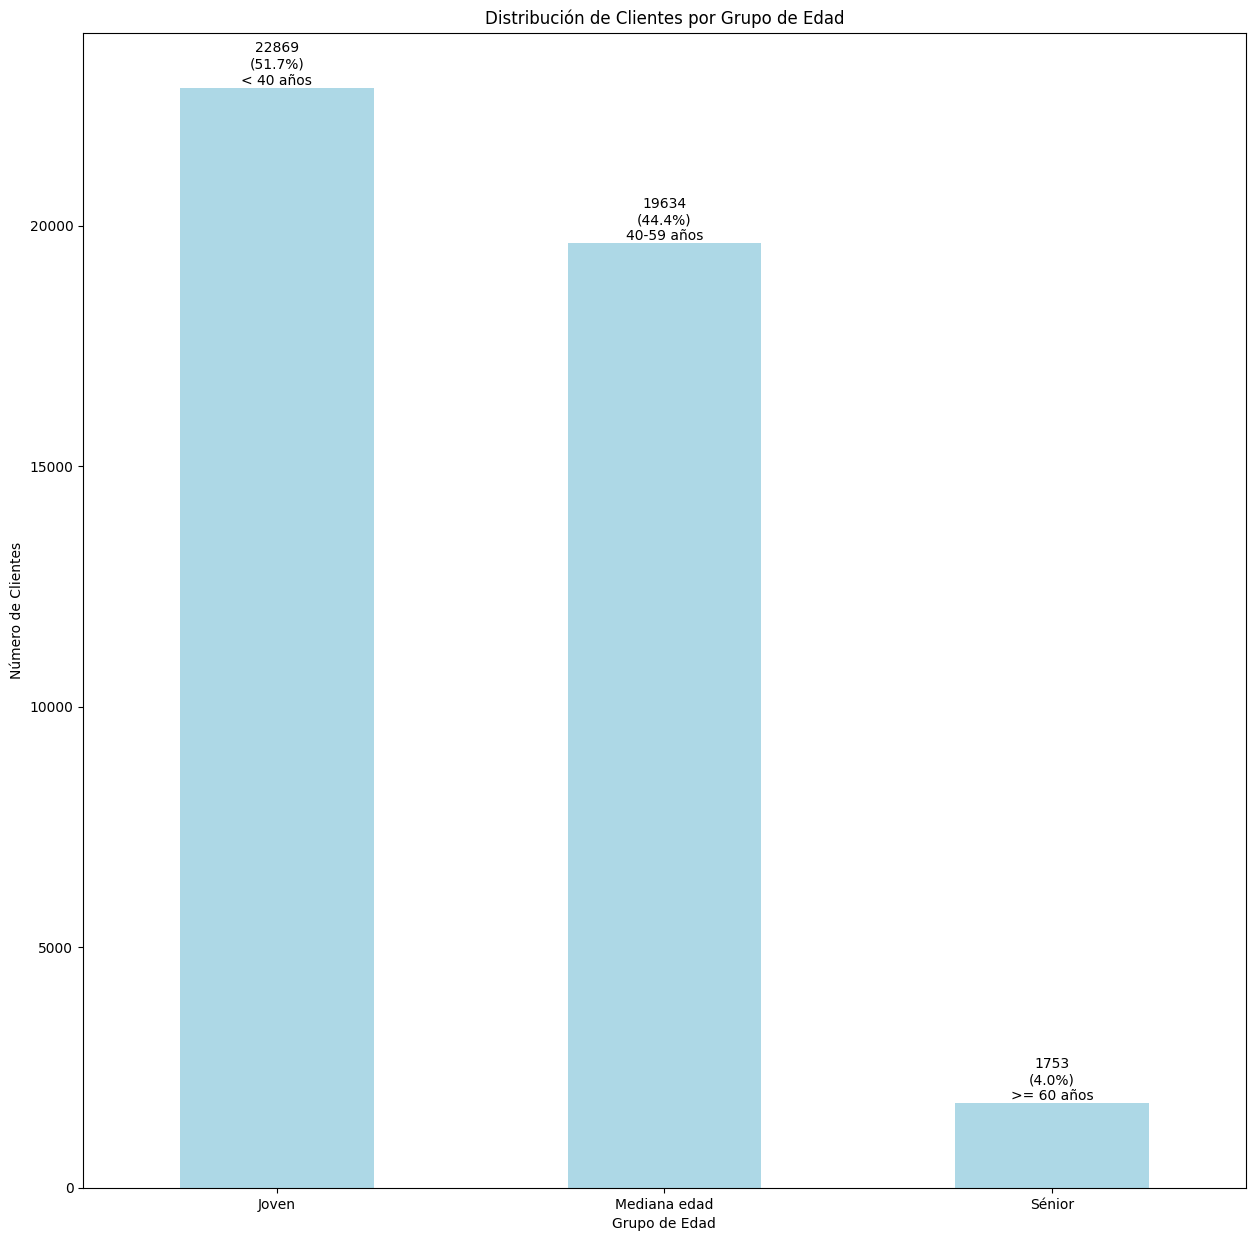 Distribución de Clientes por Grupo de Edad
22869
(51.7%)
< 40 años
19634
(44.4%)
40-59 años
1753
(4.0%)
>= 60 años
20000
15000
10000
5000
0
Número de Clientes
Joven
Mediana edad
Sénior
Grupo de Edad